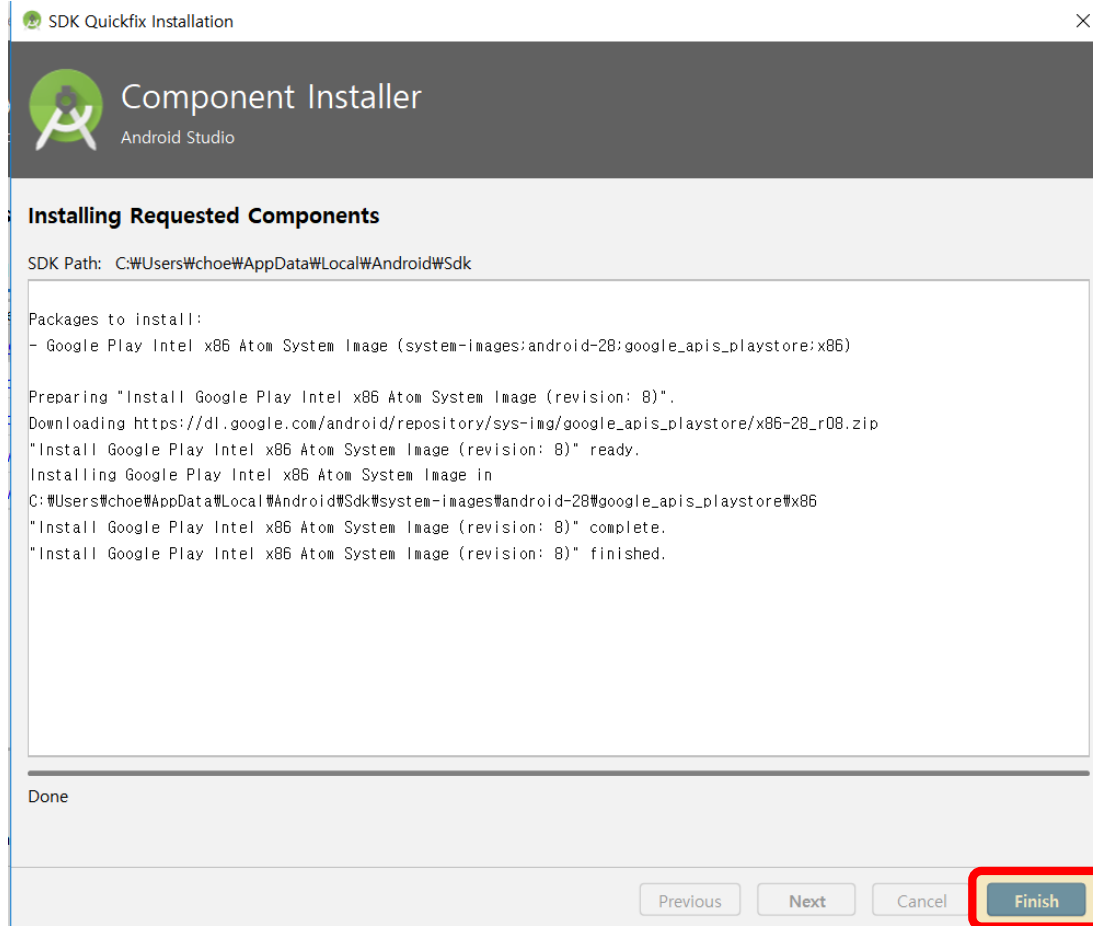 SDK Quickfix Installation
Component Installer
Android Studio
Installing Requested Components
SDK Path: C:₩Users₩choe₩AppData₩Local₩Android₩Sdk
Packages to install:
- Google Play Intel x86 Atom System Image (system-images;android-28;google_apis_playstore;x86)
Preparing "Install Google Play Intel x86 Atom System Image (revision: 8)".
Downloading https://dl.google.com/android/repository/sys-img/google_apis_playstore/x86-28_r08.zip
"Install Google Play Intel x86 Atom System Image (revision: 8)" ready.
Installing Google Play Intel x86 Atom System Image in
C:₩Users₩choe₩AppData₩Local₩Android₩Sdk₩system-images₩android-28₩google_apis_playstore₩x86
"Install Google Play Intel x86 Atom System Image (revision: 8)" complete.
"Install Google Play Intel x86 Atom System Image (revision: 8)" finished.
Done
Previous Next Cancel Finish